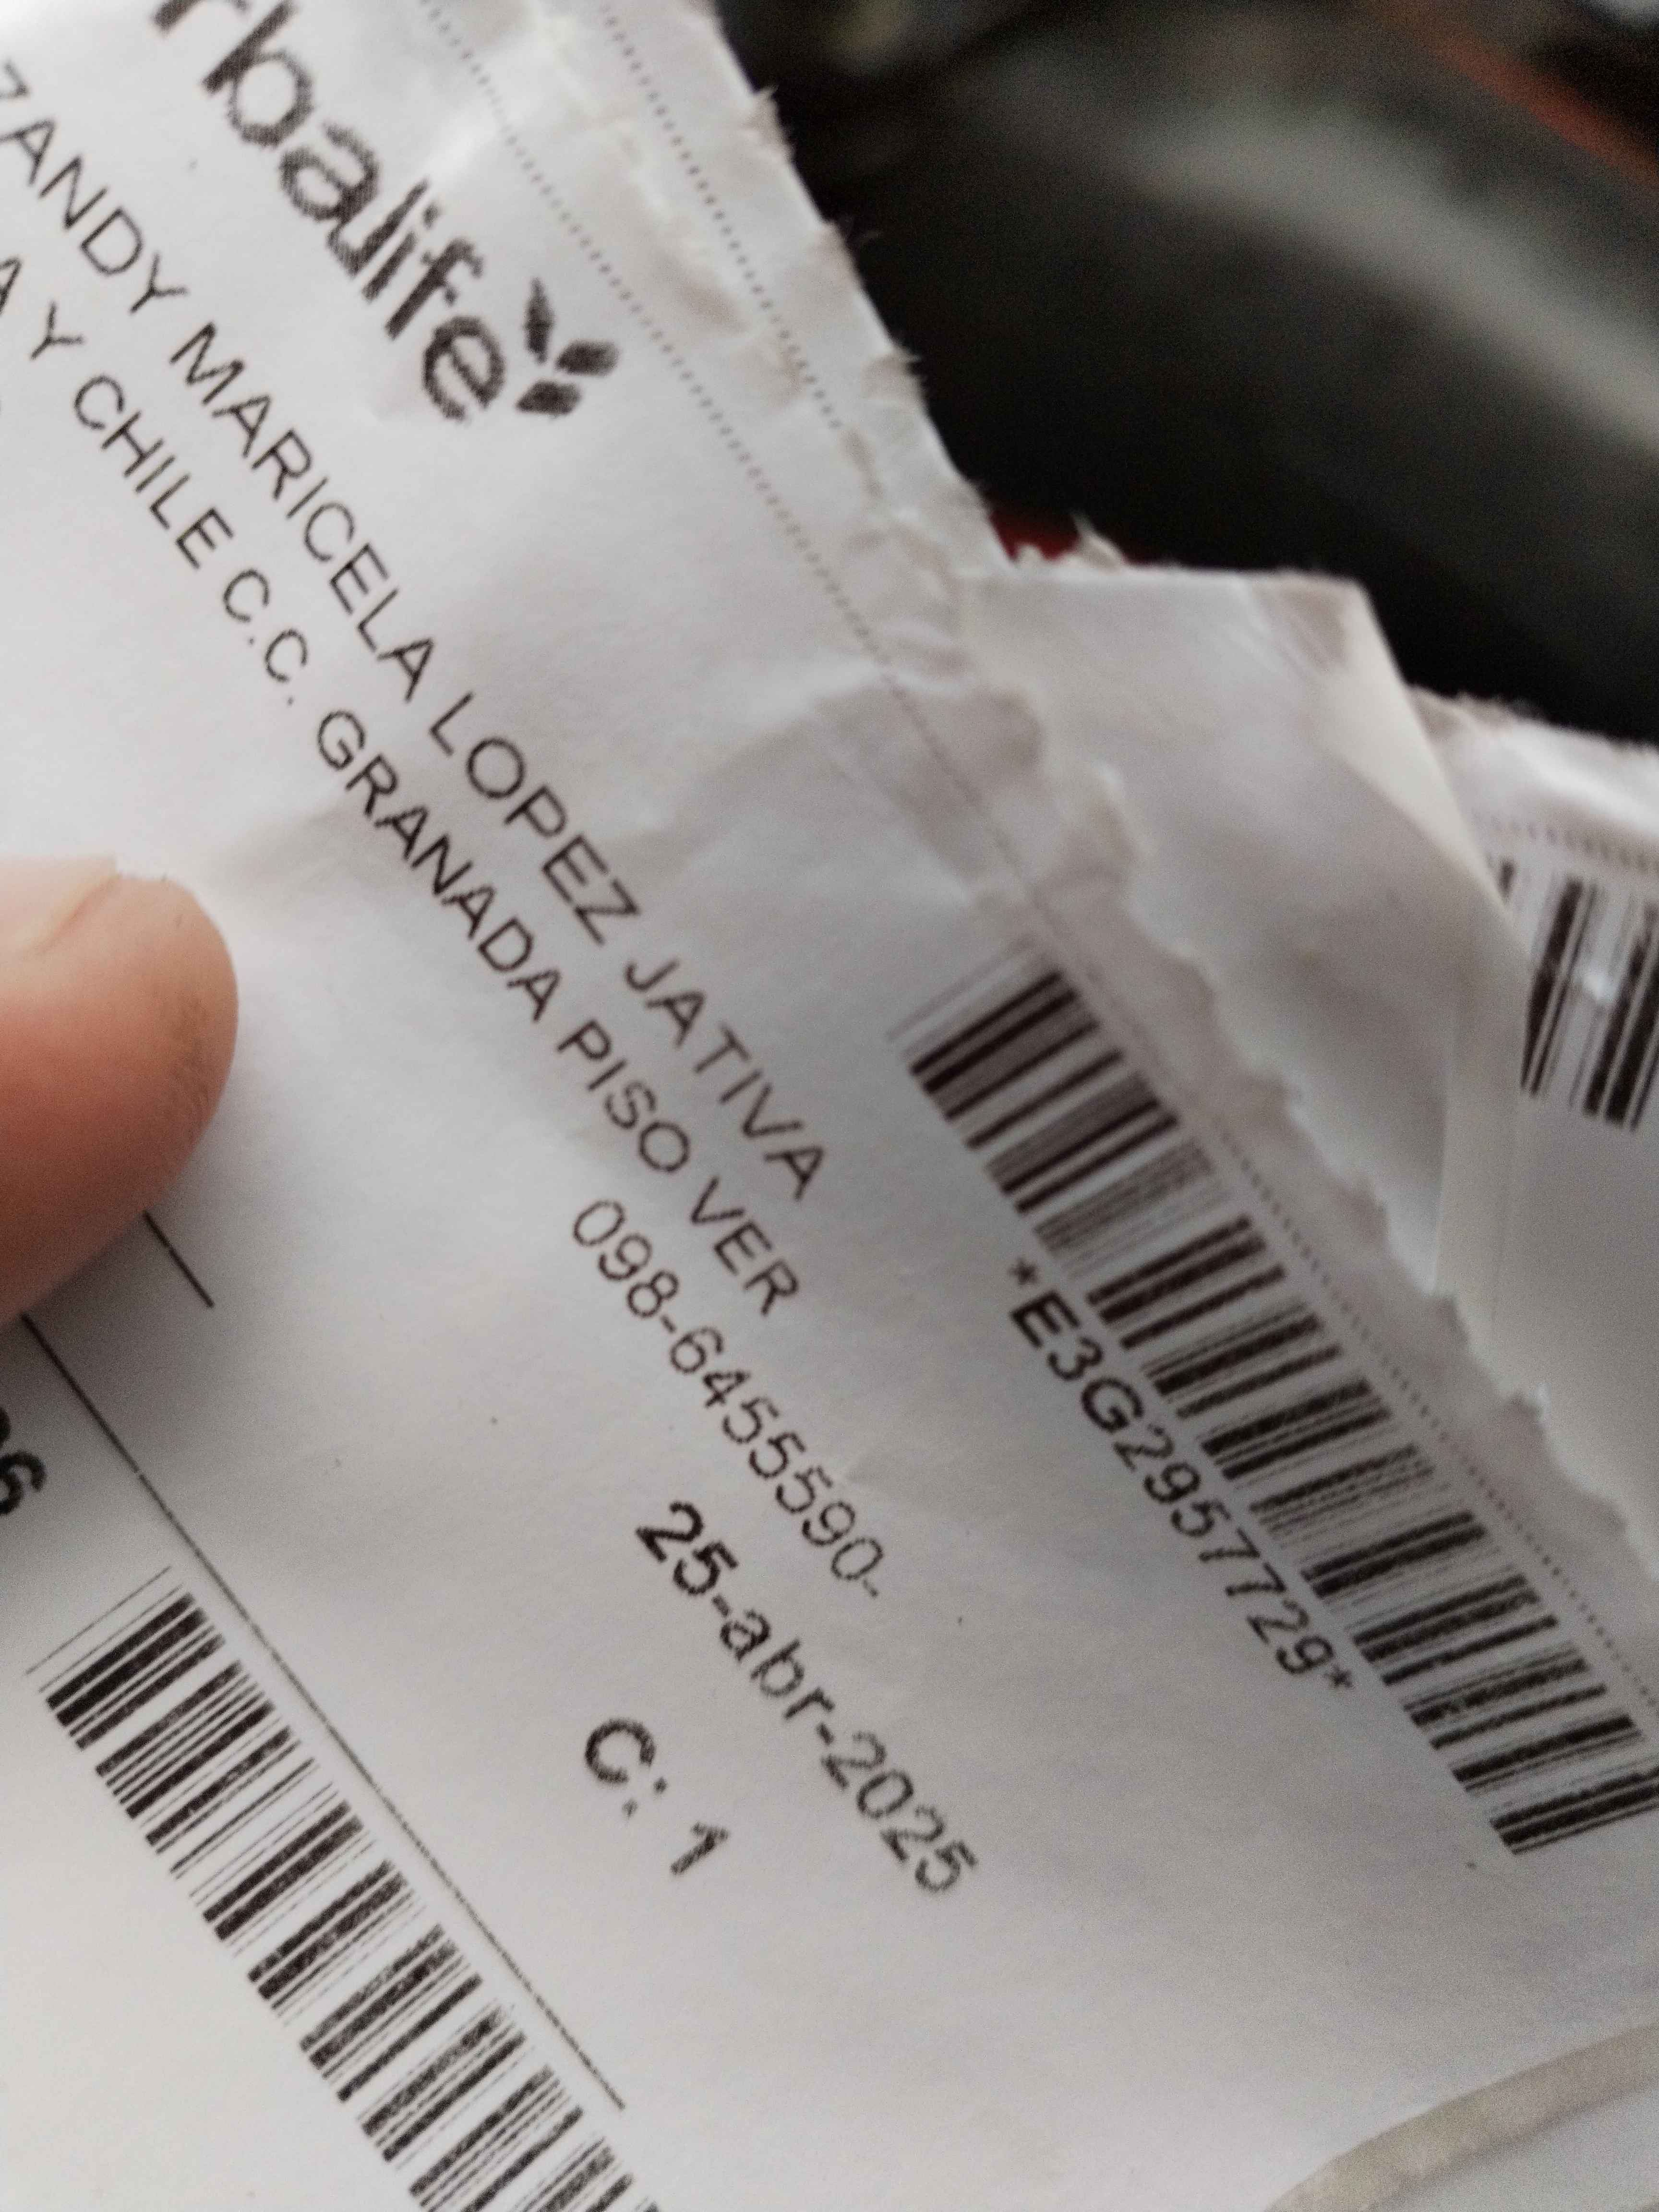 rbalife
ZANDY MARICELA LOPEZ JATIVA
A Y CHILE C.C. GRANADA PISO VER
098-6455590-
25-abr-2025
C: 1
*E3G2957729*